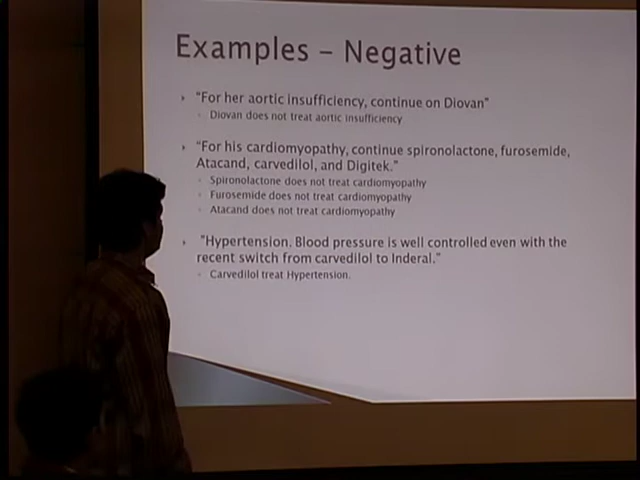 Examples – Negative
"For her aortic insufficiency, continue on Diovan"
Diovan does not treat aortic insufficiency
"For his cardiomyopathy, continue spironolactone, furosemide,
Atacand, carvedilol, and Digitek."
Spironolactone does not treat cardiomyopathy
Furosemide does not treat cardiomyopathy
Atacand does not treat cardiomyopathy
"Hypertension. Blood pressure is well controlled even with the
recent switch from carvedilol to Inderal."
Carvedilol treat Hypertension.